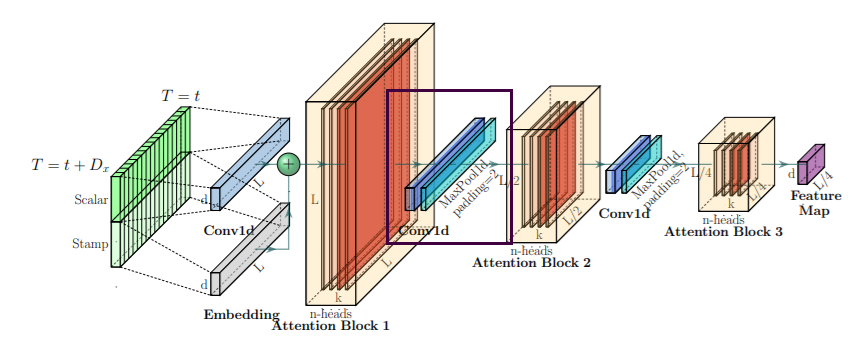 T = t
T = t + D_x
Scalar
Stamp
d
L
Conv1d
d
L
Embedding
+
L
L
k
n-heads
Attention Block 1
Conv1d
MaxPool1d,
padding=2
L/2
L/2
k
n-heads
Attention Block 2
Conv1d
MaxPool1d,
padding=2
L/4
L/4
k
n-heads
Attention Block 3
d
L/4
Feature
Map